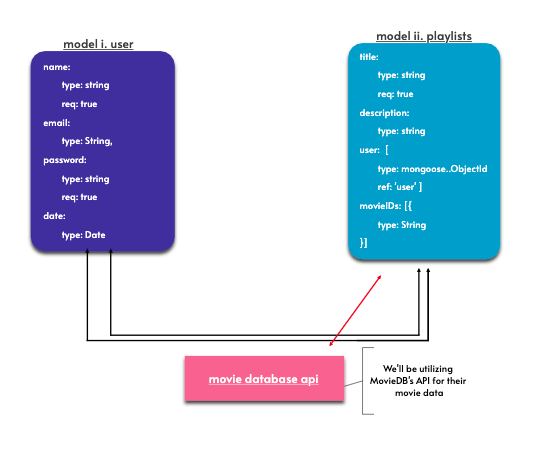 model i. user
name:
type: string
req: true
email:
type: String,
password:
type: string
req: true
date:
type: Date
model ii. playlists
title:
type: string
req: true
description:
type: string
user: [
type: mongoose..ObjectId
ref: 'user' ]
movieIDs: [{
type: String
}]
movie database api
We'll be utilizing
MovieDB's API for their
movie data